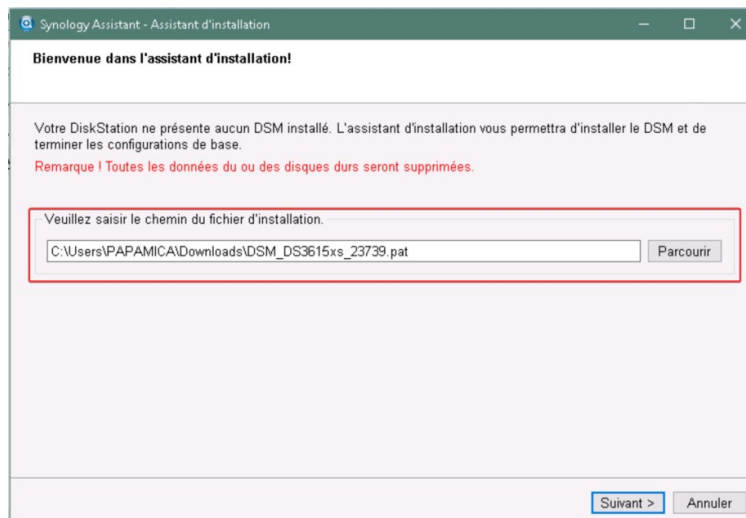 Synology Assistant - Assistant d'installation
Bienvenue dans l'assistant d'installation!
Votre DiskStation ne présente aucun DSM installé. L'assistant d'installation vous permettra d'installer le DSM et de
terminer les configurations de base.
Remarque ! Toutes les données du ou des disques durs seront supprimées.
Veuillez saisir le chemin du fichier d'installation.
C:\Users\PAPAMICA\Downloads\DSM_DS3615xs_23739.pat
Parcourir
Suivant >
Annuler